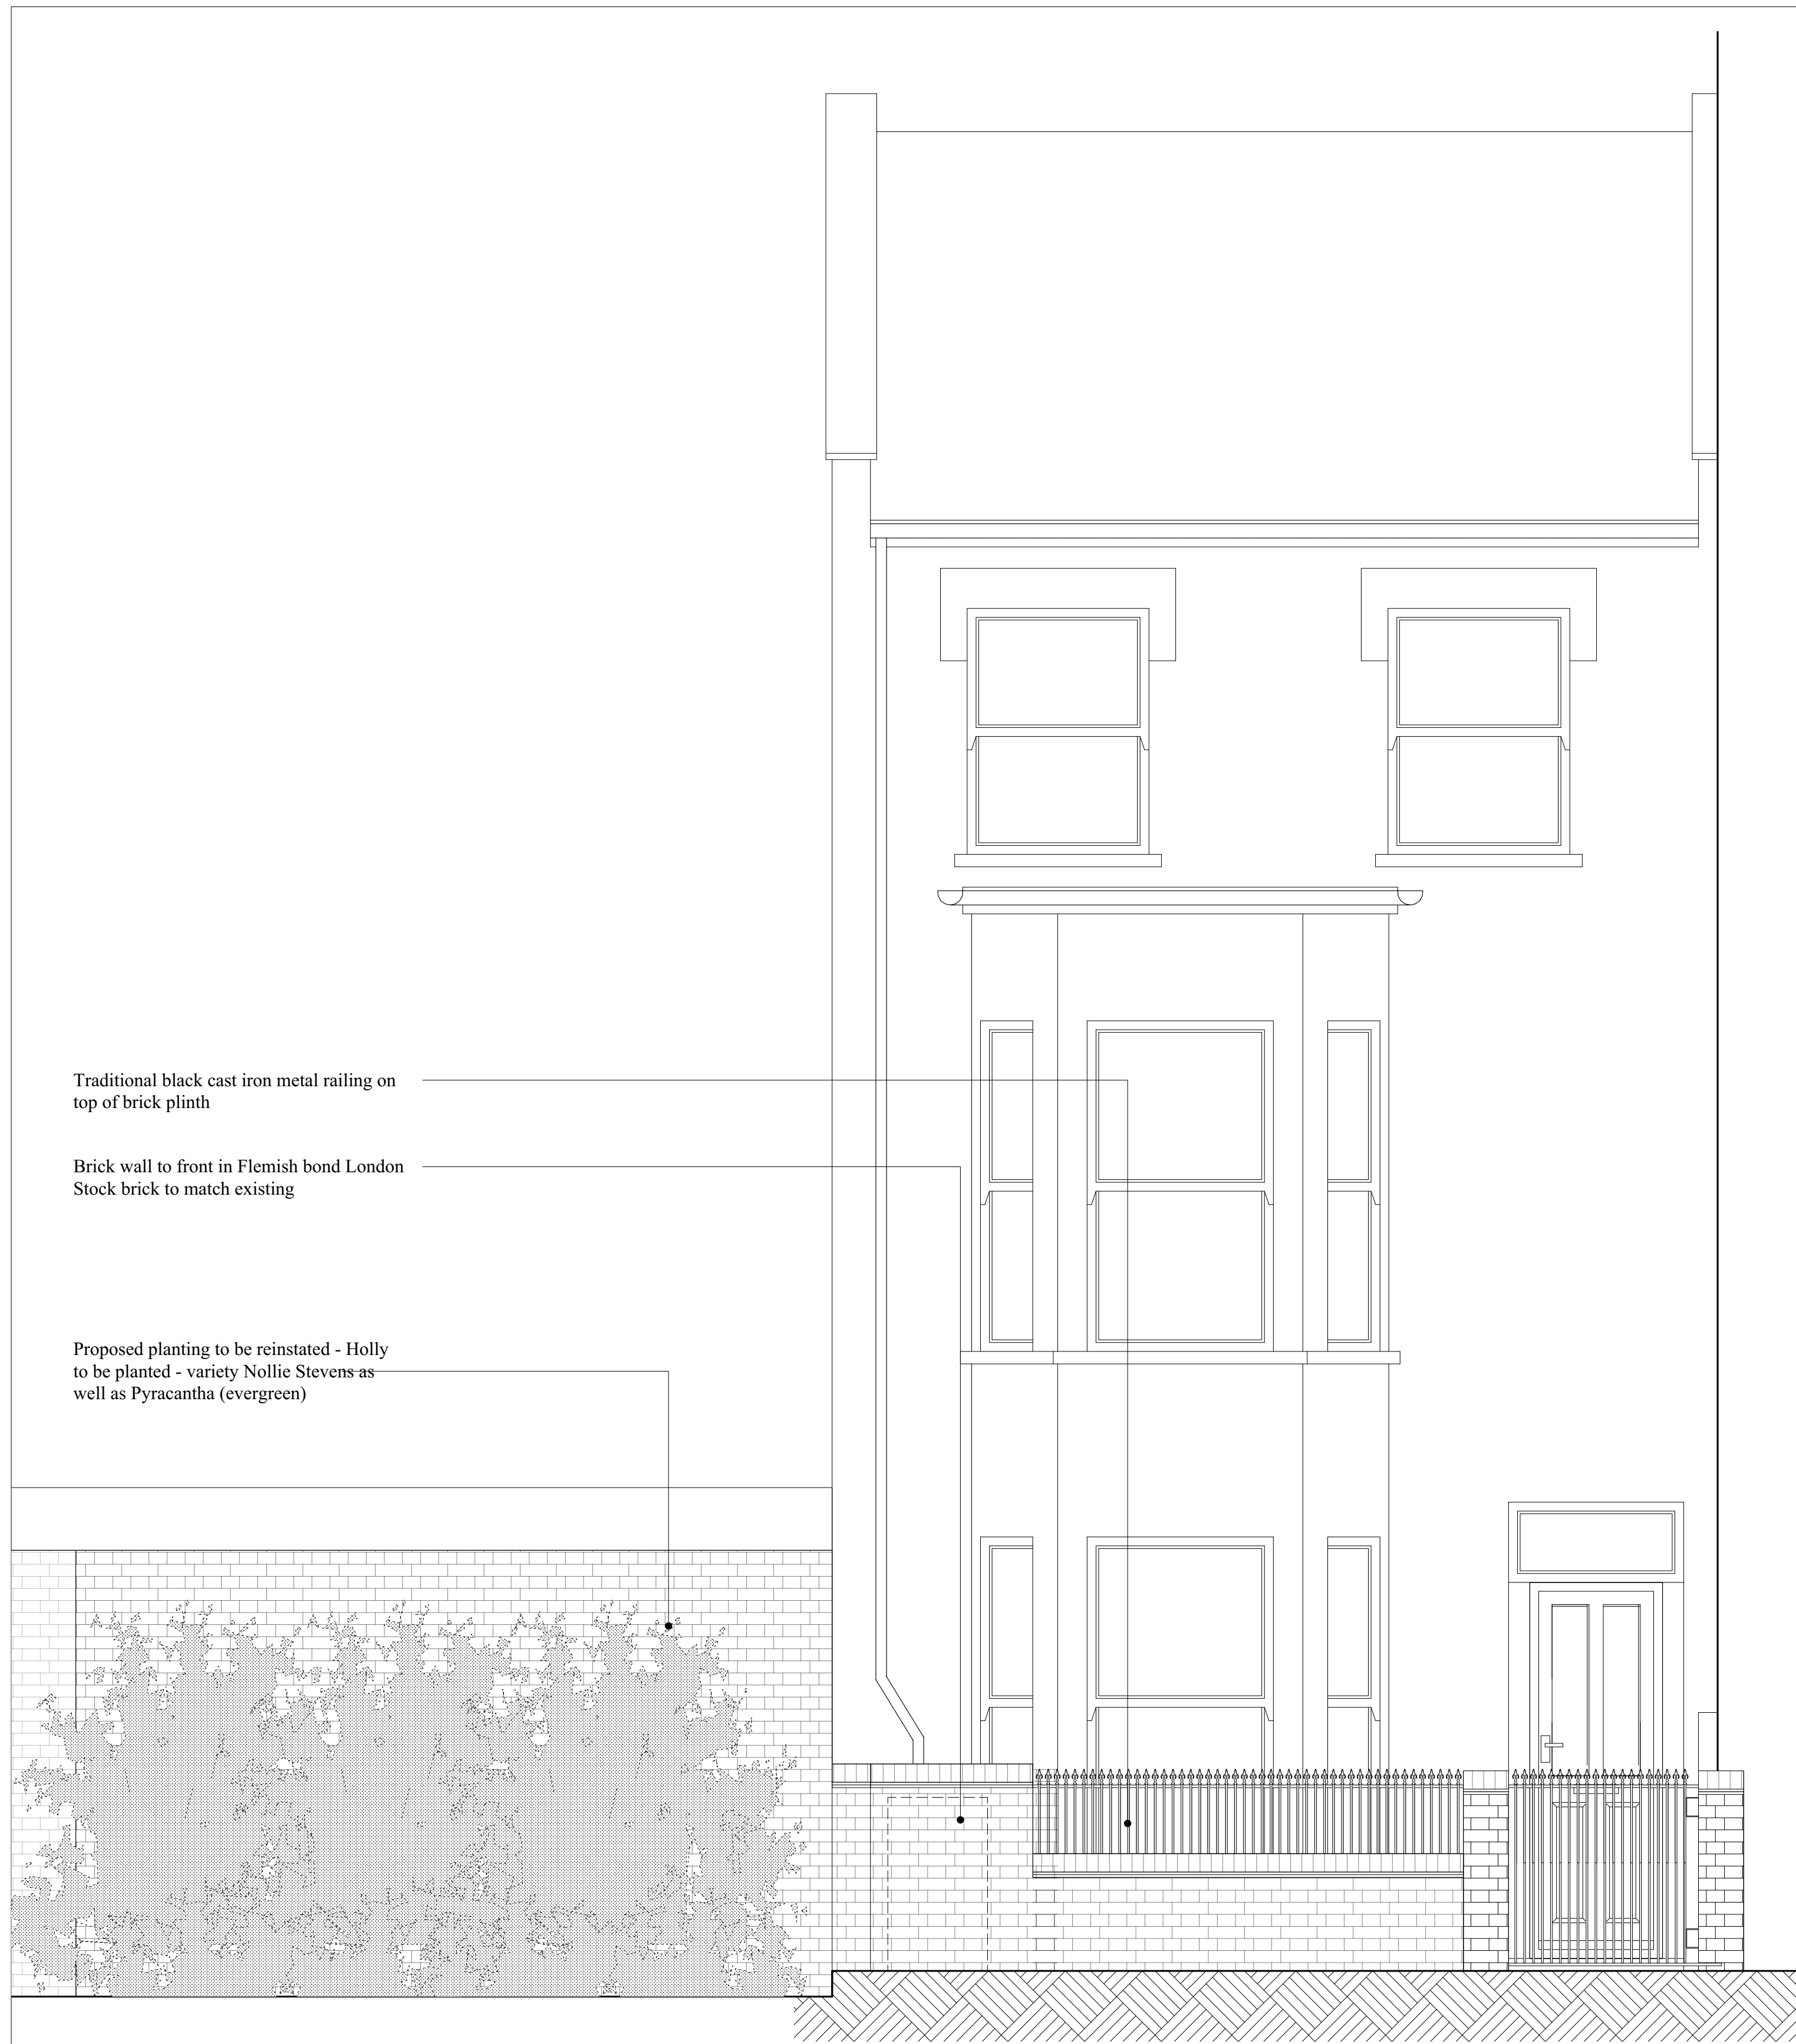 Traditional black cast iron metal railing on
top of brick plinth
Brick wall to front in Flemish bond London
Stock brick to match existing
Proposed planting to be reinstated - Holly
to be planted - variety Nollie Stevens as
well as Pyracantha (evergreen)